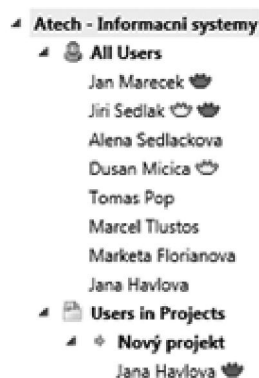 Atech - Informacni systemy
All Users
Jan Marecek
Jiri Sedlak
Alena Sedlackova
Dusan Micica
Tomas Pop
Marcel Tlustos
Marketa Florianova
Jana Havlova
Users in Projects
Nový projekt
Jana Havlova